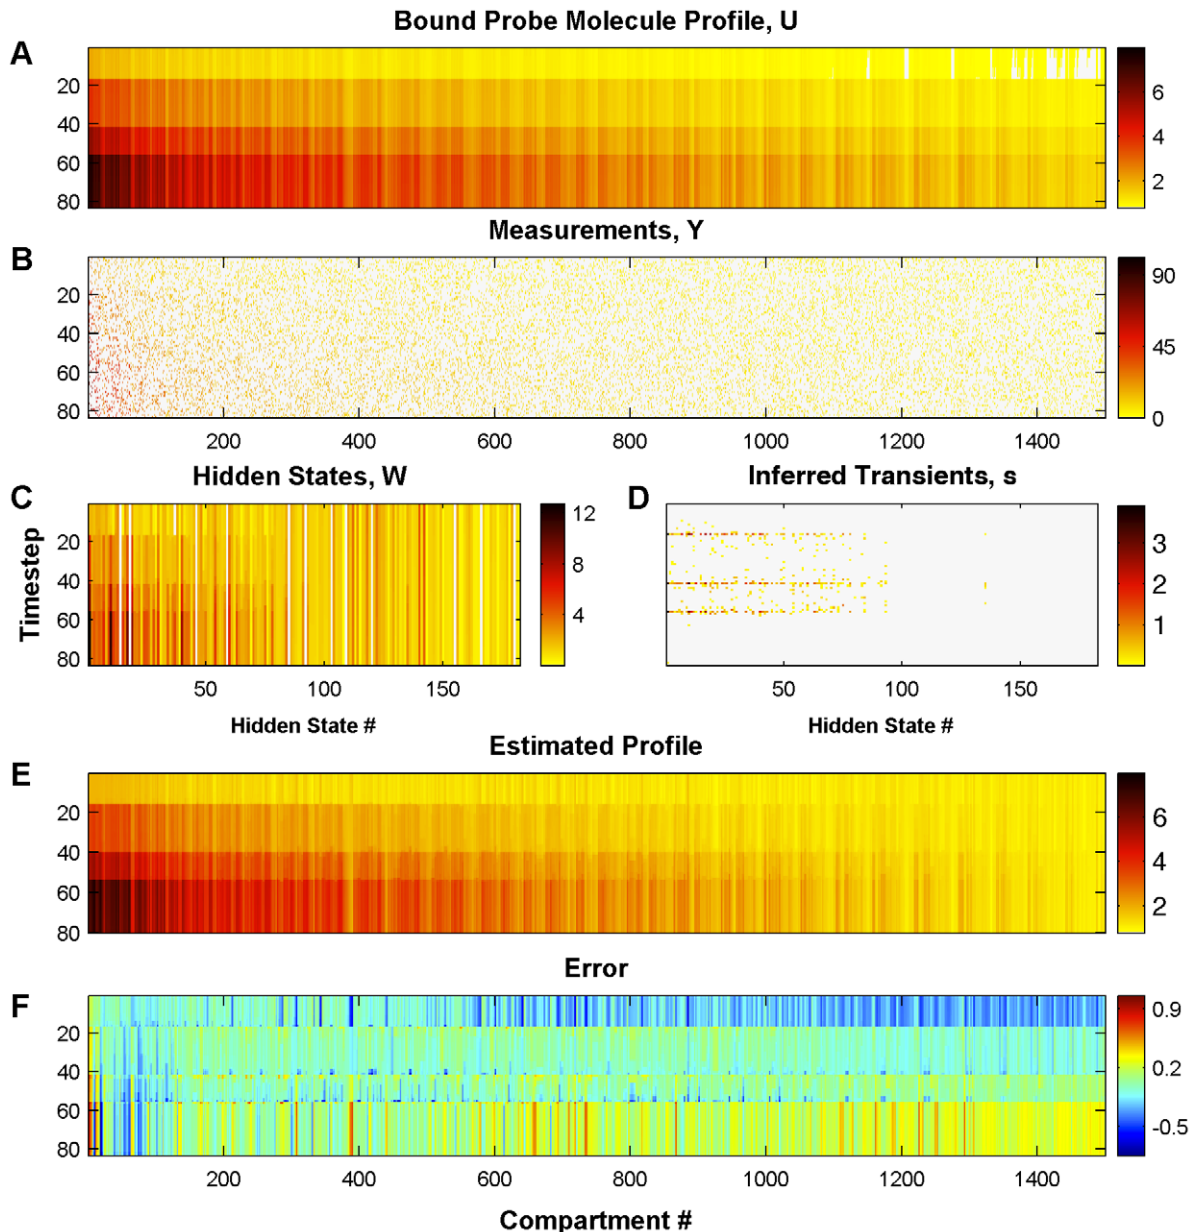 Bound Probe Molecule Profile, U
A
20
40
60
80
6
4
2
Measurements, Y
B
20
40
60
80
90
45
0
200 400 600 800 1000 1200 1400
Hidden States, W
Inferred Transients, s
C
Timestep
20
40
60
80
12
8
4
50 100 150
Hidden State #
D
3
2
1
50 100 150
Hidden State #
Estimated Profile
E
20
40
60
80
6
4
2
Error
F
20
40
60
80
0.9
0.2
-0.5
200 400 600 800 1000 1200 1400
Compartment #